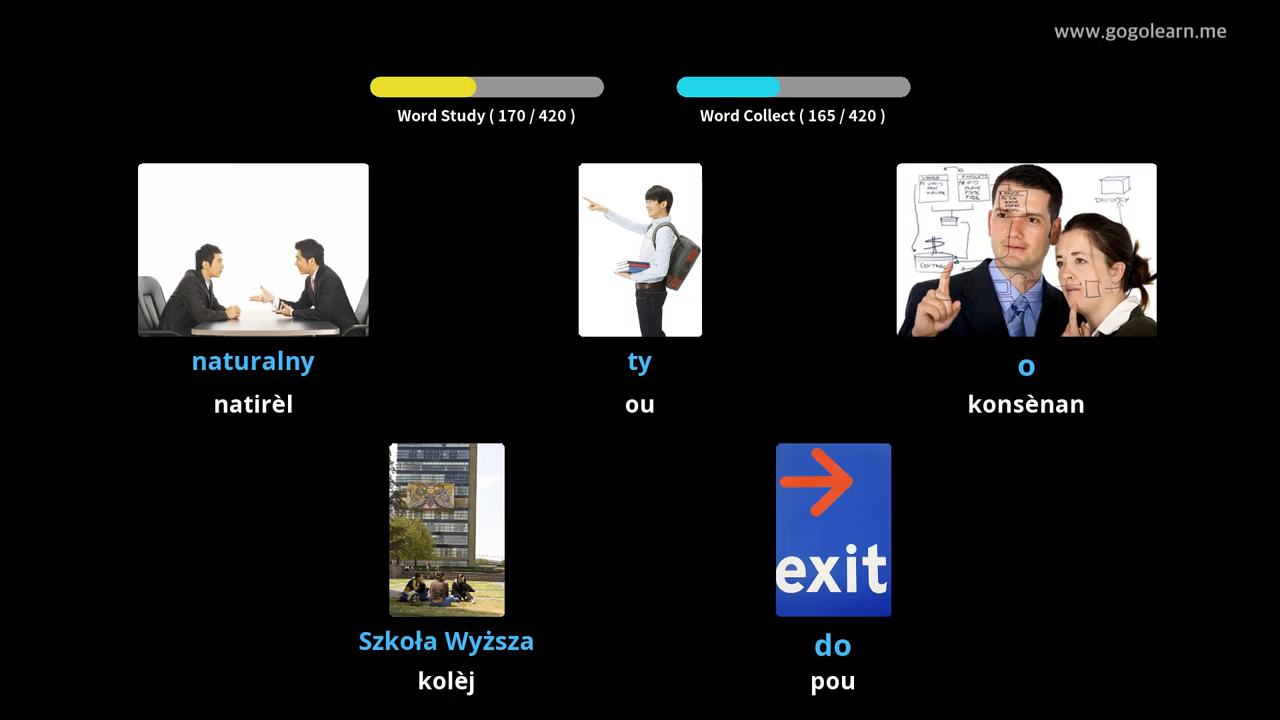 www.gogolearn.me
Word Study ( 170 / 420 )
Word Collect ( 165 / 420 )
naturalny
natirèl
ty
ou
o
konsènan
exit
Szkoła Wyższa
kolèj
do
pou